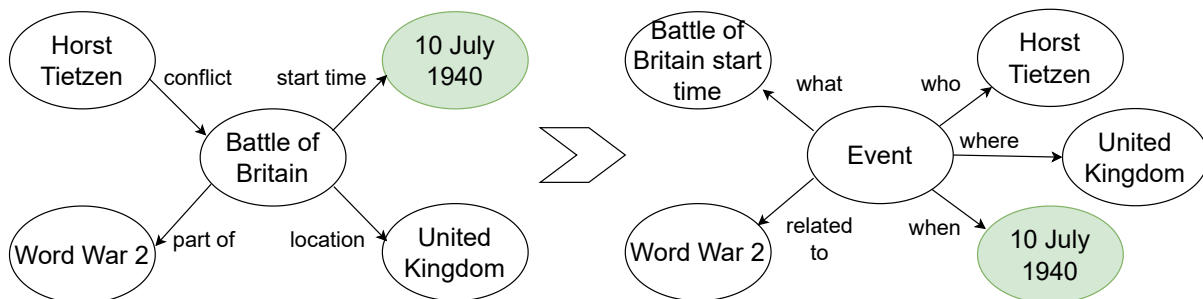 Horst
Tietzen
conflict
start time
10 July
1940
Battle of
Britain
Word War 2
part of
location
United
Kingdom
Battle of
Britain start
time
what
who
Horst
Tietzen
Event
where
United
Kingdom
Word War 2
related
to
when
10 July
1940